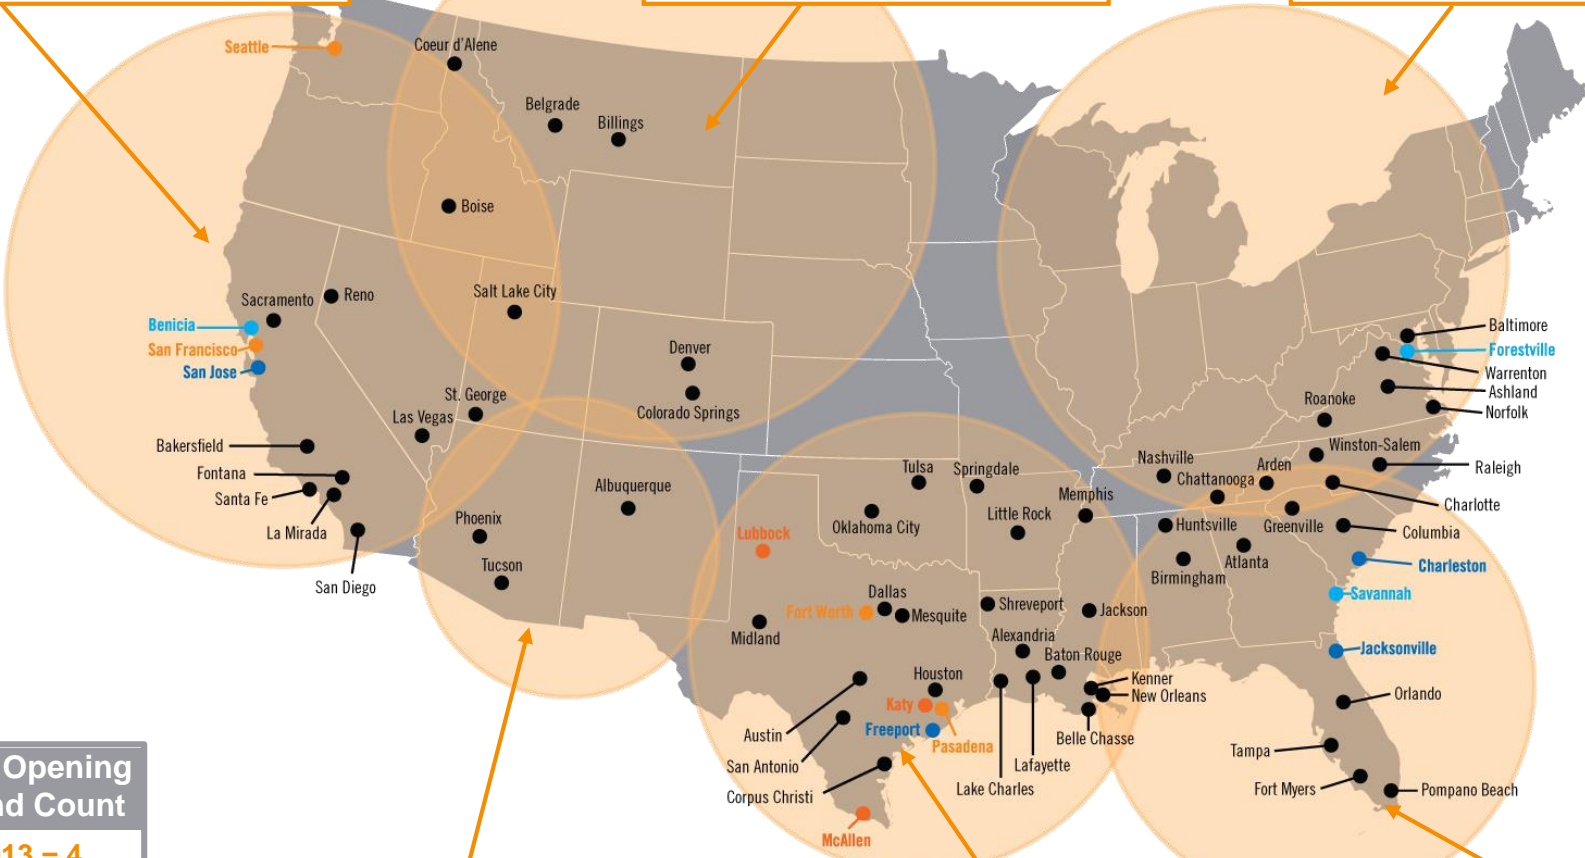 Seattle
Coeur d'Alene
Belgrade
Billings
Boise
Salt Lake City
Sacramento
Reno
Benicia
San Francisco
San Jose
Denver
Colorado Springs
St. George
Las Vegas
Bakersfield
Fontana
Santa Fe
La Mirada
San Diego
Phoenix
Tucson
Albuquerque
Tulsa
Springdale
Oklahoma City
Little Rock
Memphis
Lubbock
Fort Worth
Dallas
Mesquite
Midland
Shreveport
Jackson
Alexandria
Baton Rouge
Houston
Katy
Freeport
Pasadena
Kenner
New Orleans
Belle Chasse
Lafayette
Lake Charles
Austin
San Antonio
Corpus Christi
McAllen
Baltimore
Forestville
Warrenton
Ashland
Norfolk
Roanoke
Winston-Salem
Raleigh
Nashville
Chattanooga
Arden
Charlotte
Huntsville
Greenville
Columbia
Birmingham
Atlanta
Charleston
Savannah
Jacksonville
Orlando
Tampa
Fort Myers
Pompano Beach
Opening
Count
– 4